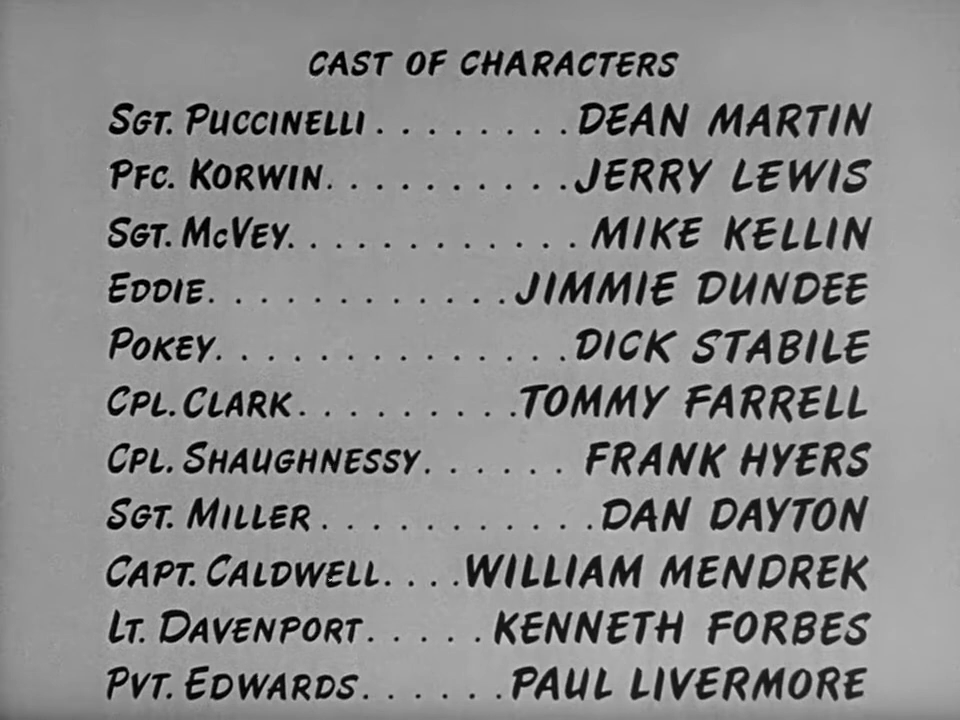 CAST OF CHARACTERS
SGT. PUCCINELLI . . . . . . . . DEAN MARTIN
PFC. KORWIN. . . . . . . . . . JERRY LEWIS
SGT. McVEY. . . . . . . . . . . . MIKE KELLIN
EDDIE. . . . . . . . . . . . JIMMIE DUNDEE
POKEY. . . . . . . . . . . . . . DICK STABILE
CPL. CLARK. . . . . . . . . TOMMY FARRELL
CPL. SHAUGHNESSY. . . . . . FRANK HYERS
SGT. MILLER . . . . . . . . . . . DAN DAYTON
CAPT. CALDWELL. . . . WILLIAM MENDREK
LT. DAVENPORT. . . . . KENNETH FORBES
PVT. EDWARDS. . . . . . PAUL LIVERMORE